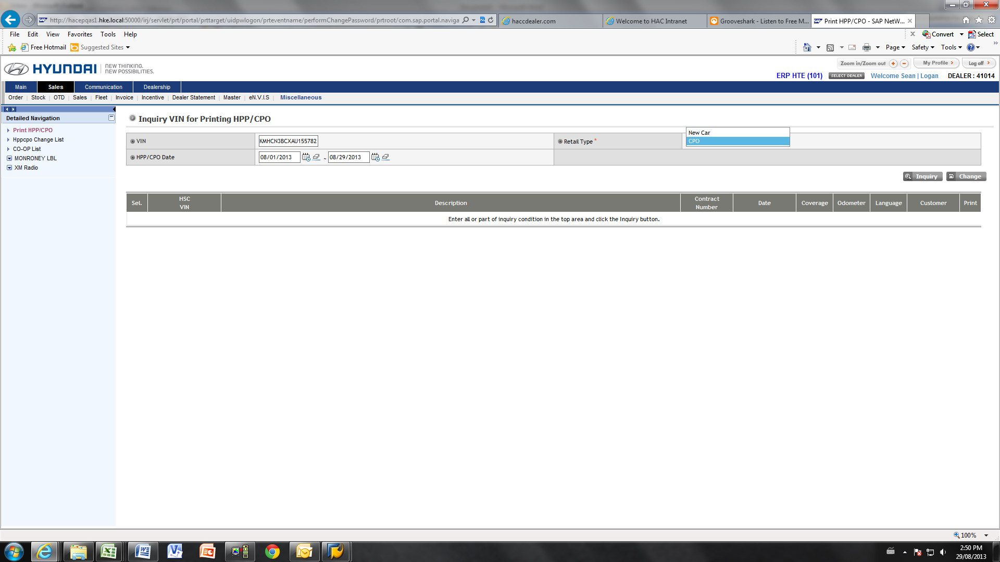 http://hacepqas1.hke.local:50000/irj/servlet/prt/portal/prttarget/uidpwlogon/prteventname/performChangePassword/prtroot/com.sap.portal.naviga
haccdealer.com
Welcome to HAC Intranet
Grooveshark - Listen to Free M...
Print HPP/CPO - SAP NetW...
File Edit View Favorites Tools Help
Convert Select
Free Hotmail Suggested Sites
Page Safety Tools
HYUNDAI NEW THINKING.
NEW POSSIBILITIES.
Zoom in/Zoom out My Profile Log off
ERP HTE (101) SELECT DEALER Welcome Sean | Logan DEALER : 41014
Main Sales Communication Dealership
Order Stock OTD Sales Fleet Invoice Incentive Dealer Statement Master eN.V.I.S Miscellaneous
Detailed Navigation
Print HPP/CPO
Hppcpo Change List
CO-OP List
MONRONEY LBL
XM Radio
Inquiry VIN for Printing HPP/CPO
VIN KMHCN3BCXAU155782 Retail Type * New Car
CPO
HPP/CPO Date 08/01/2013 ~ 08/29/2013
Inquiry Change
Sel. HSC
VIN Description Contract
Number Date Coverage Odometer Language Customer Print
Enter all or part of inquiry condition in the top area and click the Inquiry button.
100%
2:50 PM
29/08/2013